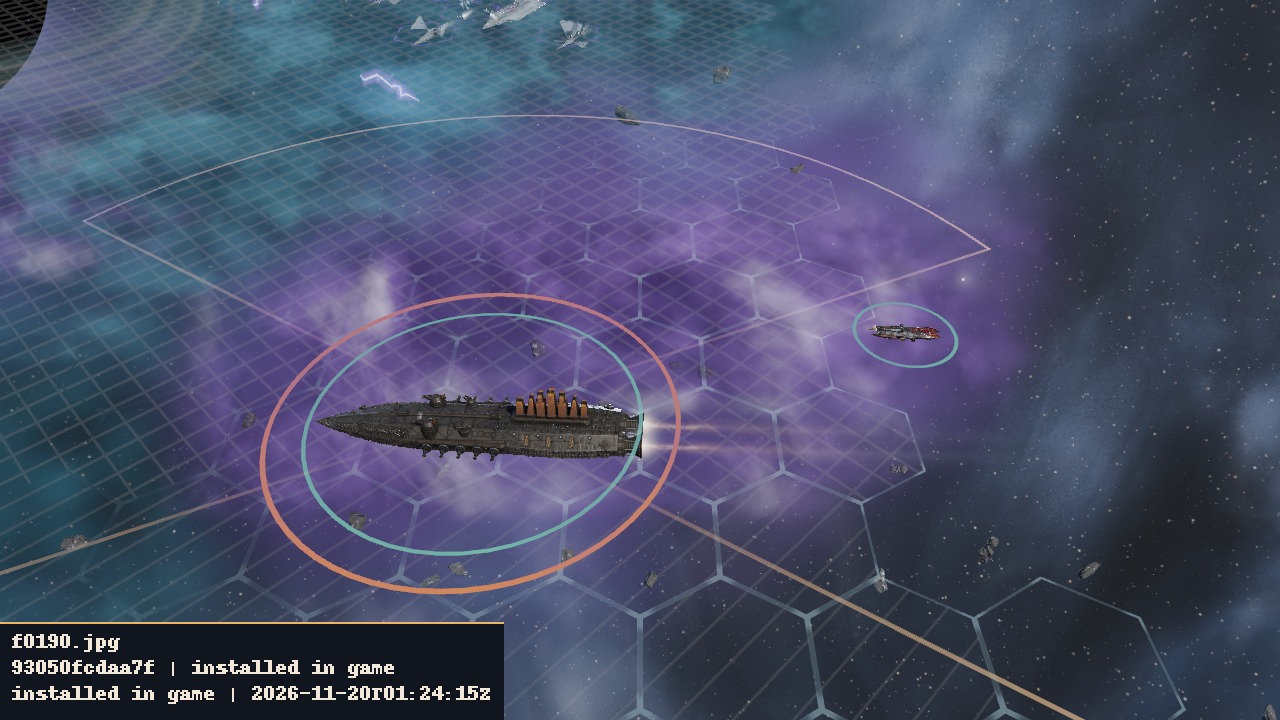 f0190.jpg
93050fcdaa7f | installed in game
installed in game | 2026-11-20T01:24:15Z